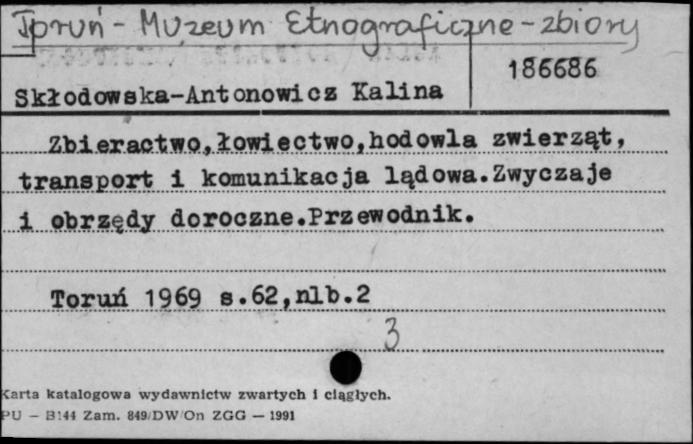 Toruń - Muzeum Etnograficzne - zbiory
186686
Skłodowska-Antonowicz Kalina
Zbieractwo,łowiectwo,hodowla zwierząt,
transport i komunikacja lądowa.Zwyczaje
i obrzędy doroczne.Przewodnik.
Toruń 1969 s.62,nlb.2
3
Karta katalogowa wydawnictw zwartych i ciągłych.
PU — B144 Zam. 849/DW/On ZGG — 1991